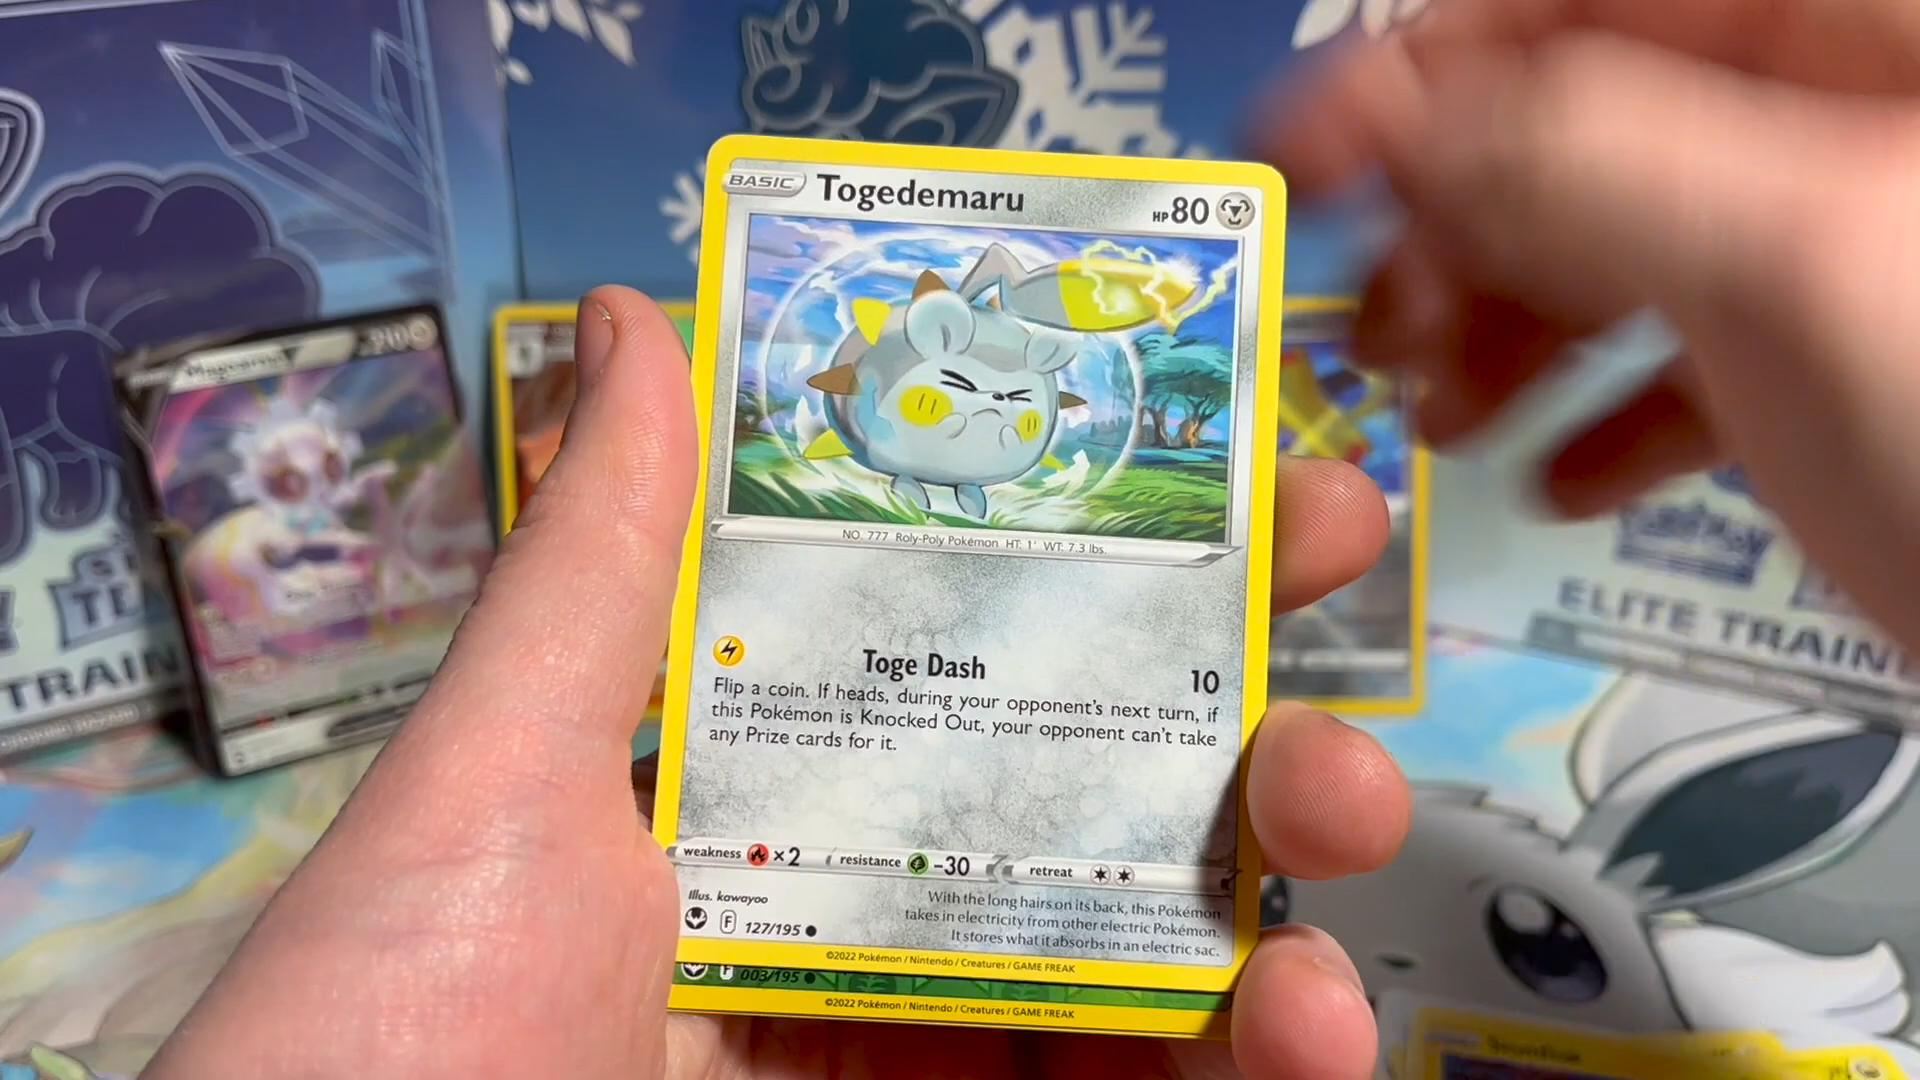 BASIC
Togedemaru
HP 80
NO. 777 Roly-Poly Pokémon HT: 1' WT: 7.3 lbs.
Toge Dash 10
Flip a coin. If heads, during your opponent's next turn, if
this Pokémon is Knocked Out, your opponent can't take
any Prize cards for it.
weakness ×2 resistance -30 retreat
Illus. kawayoo
F 127/195
With the long hairs on its back, this Pokémon
takes in electricity from other electric Pokémon.
It stores what it absorbs in an electric sac.
©2022 Pokémon / Nintendo / Creatures / GAME FREAK
F 003/195
©2022 Pokémon / Nintendo / Creatures / GAME FREAK
ELITE TRAIN
TRAIN